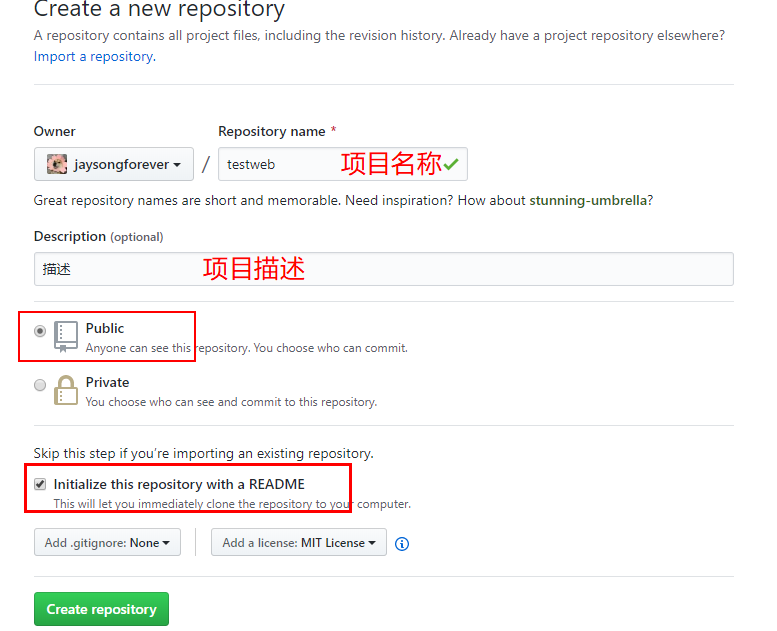 Create a new repository
A repository contains all project files, including the revision history. Already have a project repository elsewhere?
Import a repository.
Owner
Repository name *
jaysongforever
/
testweb
项目名称
Great repository names are short and memorable. Need inspiration? How about stunning-umbrella?
Description (optional)
描述
项目描述
Public
Anyone can see this repository. You choose who can commit.
Private
You choose who can see and commit to this repository.
Skip this step if you’re importing an existing repository.
Initialize this repository with a README
This will let you immediately clone the repository to your computer.
Add .gitignore: None
Add a license: MIT License
Create repository